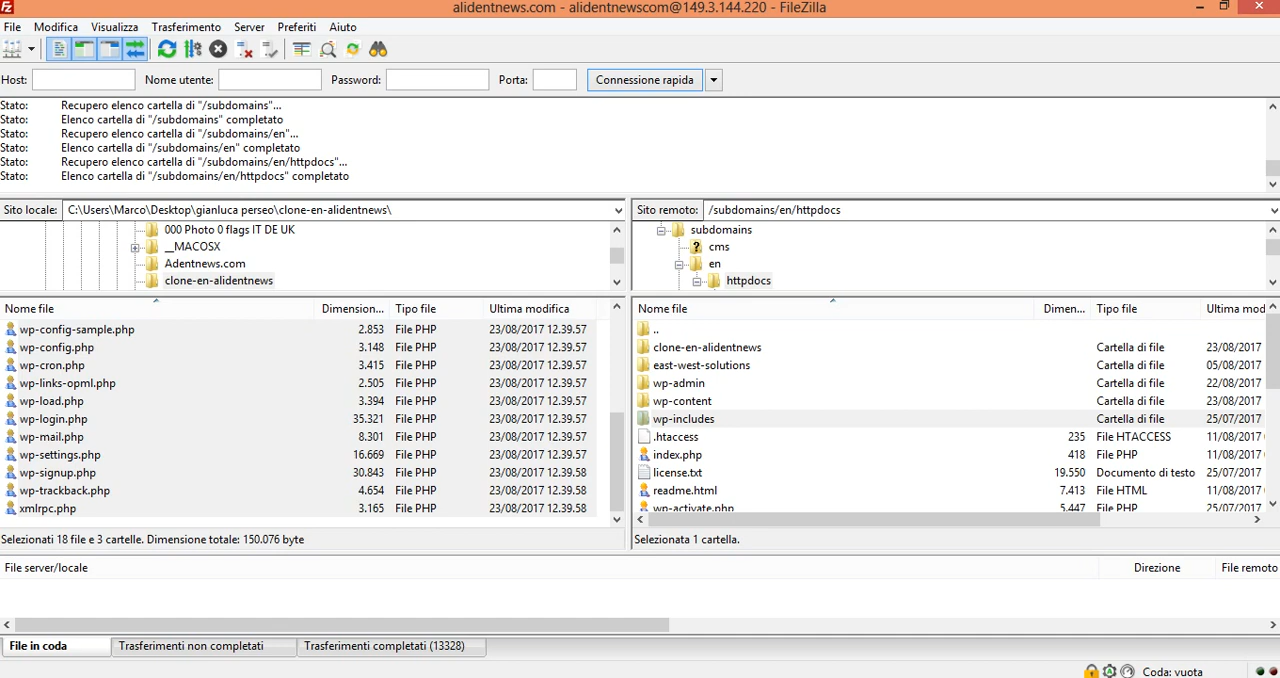 alidentnews.com - alidentnewscom@149.3.144.220 - FileZilla
File Modifica Visualizza Trasferimento Server Preferiti Aiuto
Host: Nome utente: Password: Porta: Connessione rapida
Stato: Recupero elenco cartella di "/subdomains"...
Stato: Elenco cartella di "/subdomains" completato
Stato: Recupero elenco cartella di "/subdomains/en"...
Stato: Elenco cartella di "/subdomains/en" completato
Stato: Recupero elenco cartella di "/subdomains/en/httpdocs"...
Stato: Elenco cartella di "/subdomains/en/httpdocs" completato
Sito locale: C:\Users\Marco\Desktop\gianluca perseo\clone-en-alidentnews\
000 Photo 0 flags IT DE UK
__MACOSX
Adentnews.com
clone-en-alidentnews
Nome file Dimension... Tipo file Ultima modifica
wp-config-sample.php 2.853 File PHP 23/08/2017 12.39.57
wp-config.php 3.148 File PHP 23/08/2017 12.39.57
wp-cron.php 3.415 File PHP 23/08/2017 12.39.57
wp-links-opml.php 2.505 File PHP 23/08/2017 12.39.57
wp-load.php 3.394 File PHP 23/08/2017 12.39.57
wp-login.php 35.321 File PHP 23/08/2017 12.39.57
wp-mail.php 8.301 File PHP 23/08/2017 12.39.57
wp-settings.php 16.669 File PHP 23/08/2017 12.39.57
wp-signup.php 30.843 File PHP 23/08/2017 12.39.58
wp-trackback.php 4.654 File PHP 23/08/2017 12.39.58
xmlrpc.php 3.165 File PHP 23/08/2017 12.39.58
Selezionati 18 file e 3 cartelle. Dimensione totale: 150.076 byte
Sito remoto: /subdomains/en/httpdocs
subdomains
cms
en
httpdocs
Nome file Dimen... Tipo file Ultima mod
..
clone-en-alidentnews Cartella di file 23/08/2017
east-west-solutions Cartella di file 05/08/2017
wp-admin Cartella di file 22/08/2017
wp-content Cartella di file 23/08/2017
wp-includes Cartella di file 25/07/2017
.htaccess 235 File HTACCESS 11/08/2017
index.php 418 File PHP 11/08/2017
license.txt 19.550 Documento di testo 25/07/2017
readme.html 7.413 File HTML 11/08/2017
wp-activate.php 5.447 File PHP 25/07/2017
Selezionata 1 cartella.
File server/locale Direzione File remoto
File in coda Trasferimenti non completati Trasferimenti completati (13328)
Coda: vuota